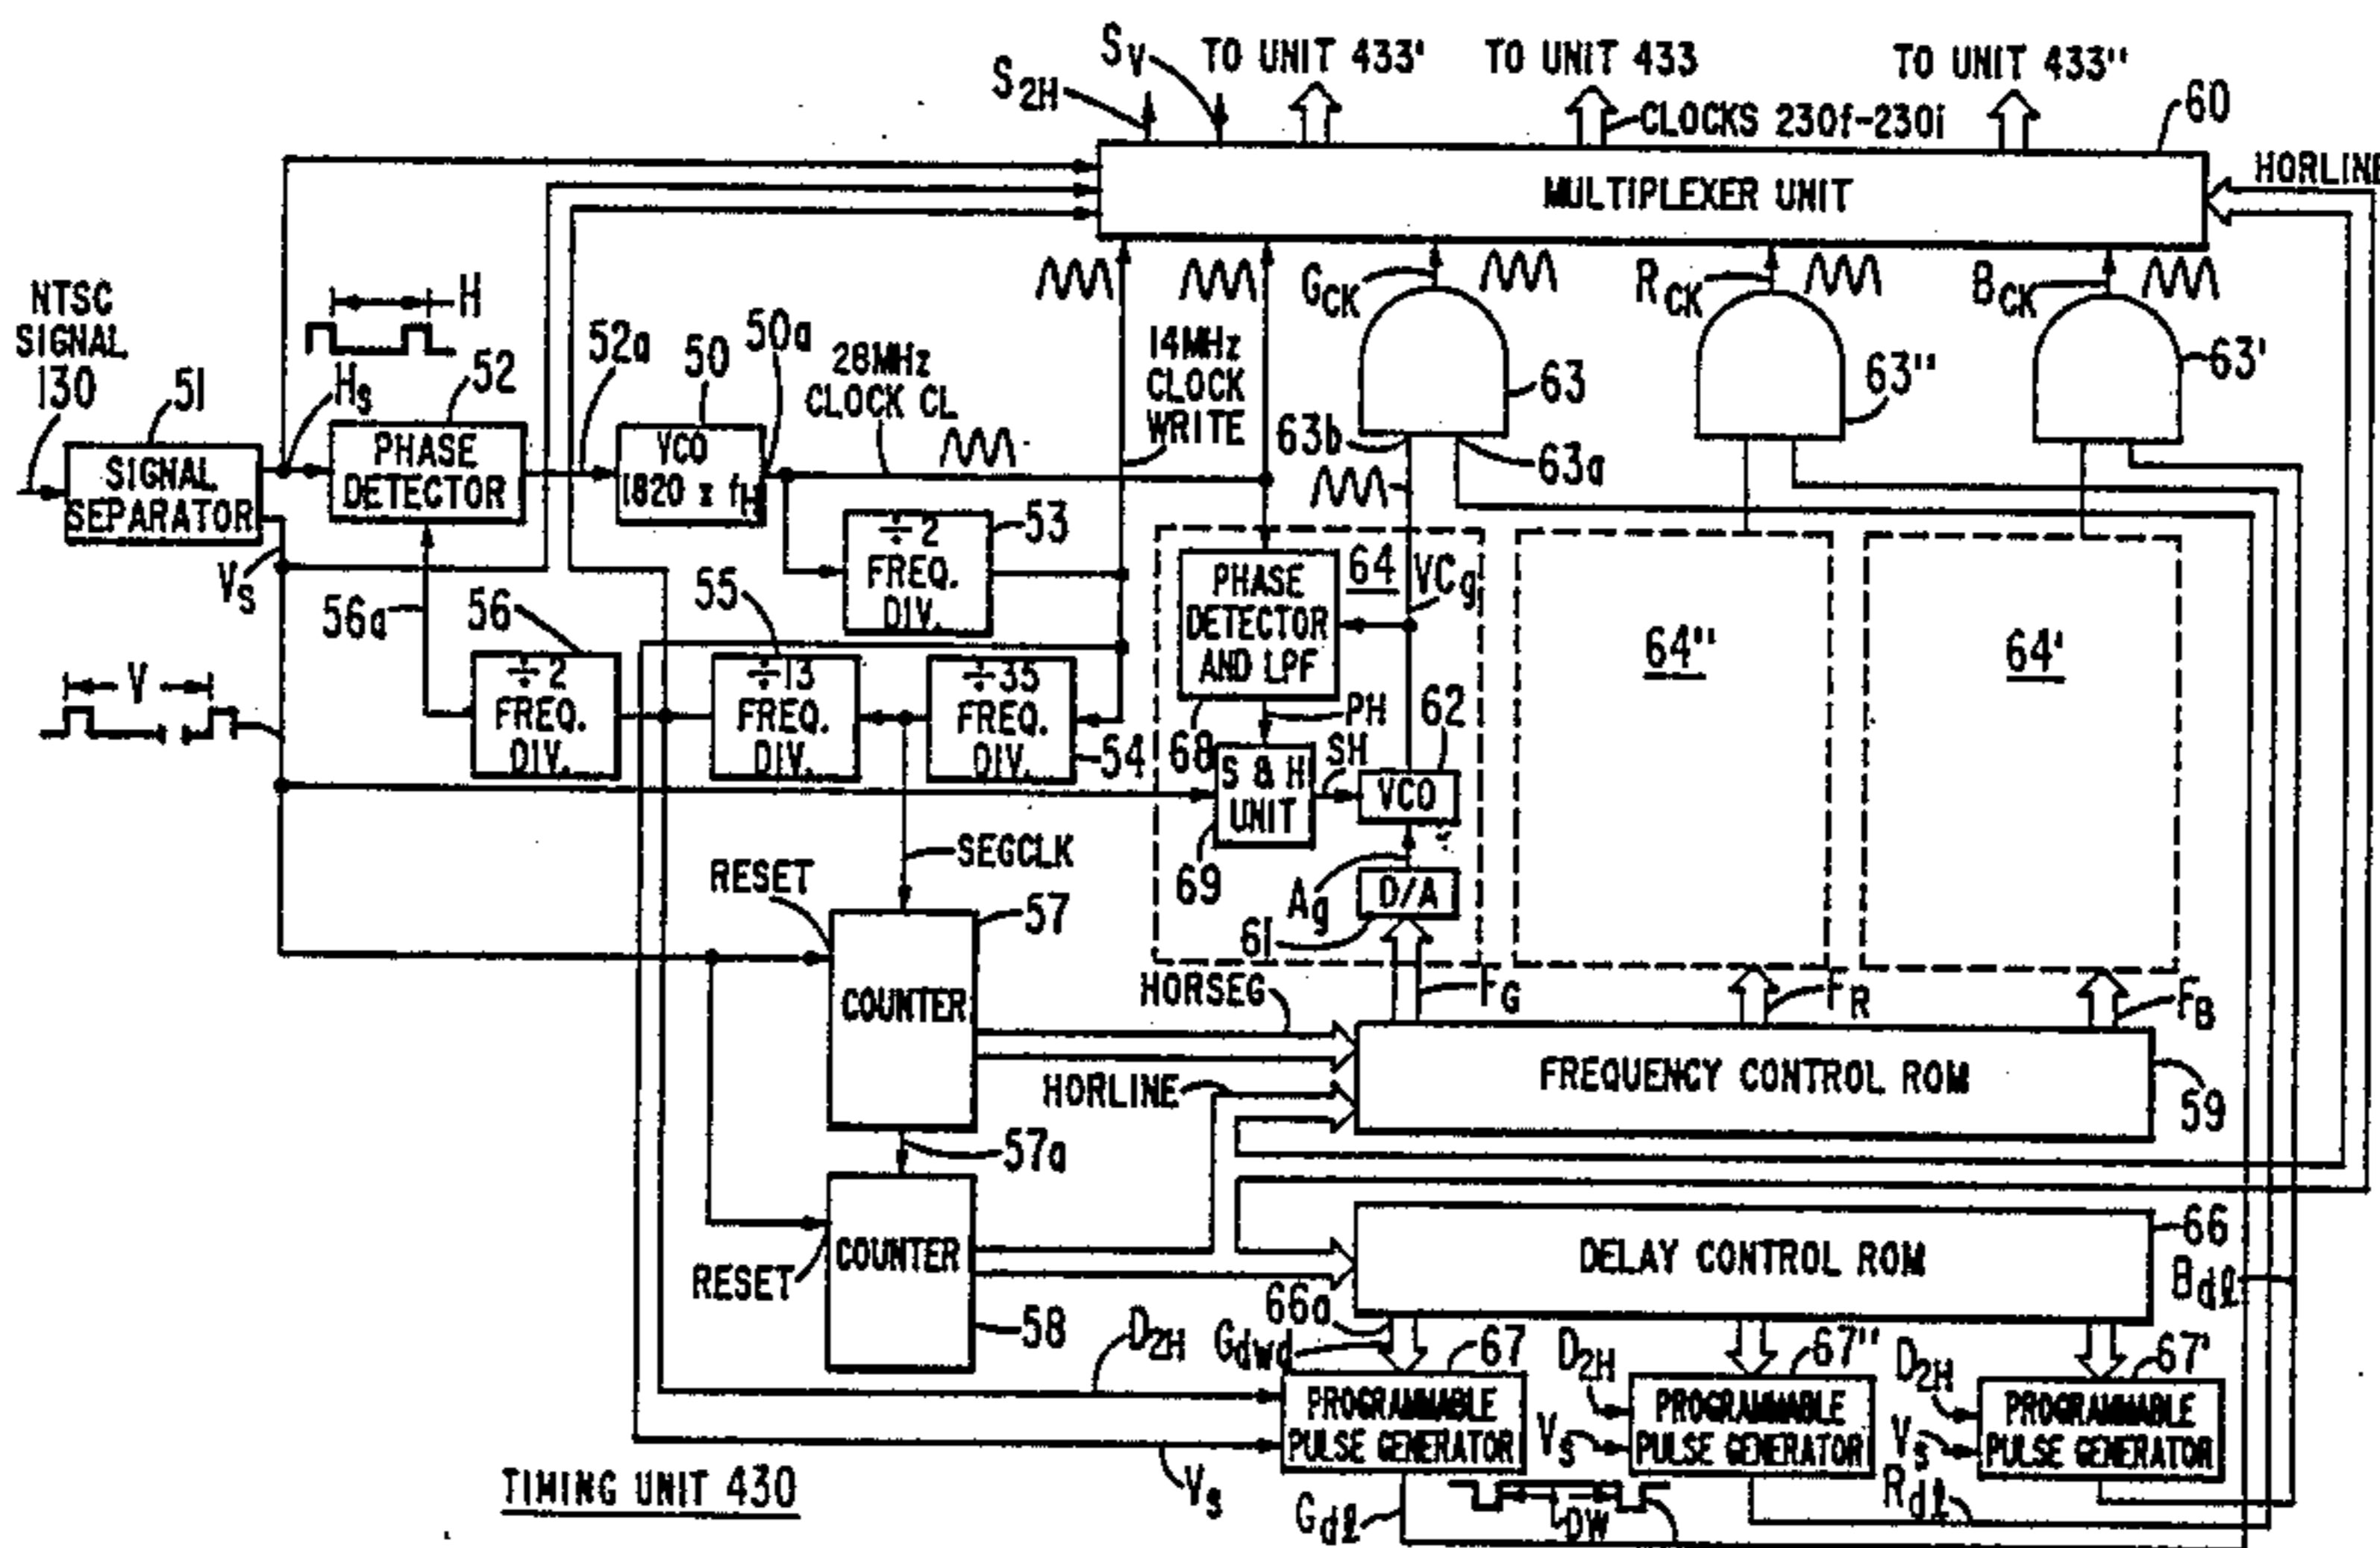 S2H
SV
TO UNIT 433'
TO UNIT 433
TO UNIT 433"
CLOCKS 230f-230i
60
MULTIPLEXER UNIT
HORLINE
NTSC
SIGNAL
130
H
HS
51
SIGNAL
SEPARATOR
52
PHASE
DETECTOR
52a
50
VCO
1820 x fH
50a
28MHz
CLOCK CL
14MHz
CLOCK
WRITE
GCK
RCK
BCK
63
63"
63'
63b
63a
VS
56a
÷2
FREQ.
DIV.
53
56
÷2
FREQ.
DIV.
55
÷13
FREQ.
DIV.
÷35
FREQ.
DIV.
54
V
PHASE
DETECTOR
AND LPF
64
VCg
64"
64'
68
PH
SH
62
S & H
UNIT
VCO
69
Ag
D/A
61
SEGCLK
RESET
57
COUNTER
HORSEG
FG
FR
FB
FREQUENCY CONTROL ROM
59
HORLINE
57a
COUNTER
RESET
58
DELAY CONTROL ROM
66
Bdℓ
66a
Gdwd
67
67"
67'
D2H
D2H
D2H
PROGRAMMABLE
PULSE GENERATOR
VS
PROGRAMMABLE
PULSE GENERATOR
VS
PROGRAMMABLE
PULSE GENERATOR
VS
Gdℓ
DW
Rdℓ
TIMING UNIT 430